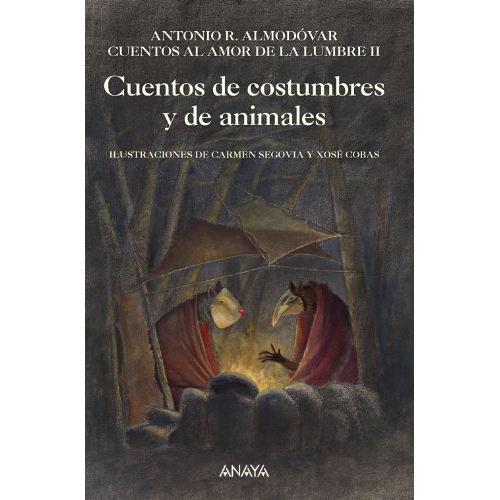 ANTONIO R. ALMODÓVAR
CUENTOS AL AMOR DE LA LUMBRE II
Cuentos de costumbres
y de animales
ILUSTRACIONES DE CARMEN SEGOVIA Y XOSÉ COBAS
ANAYA